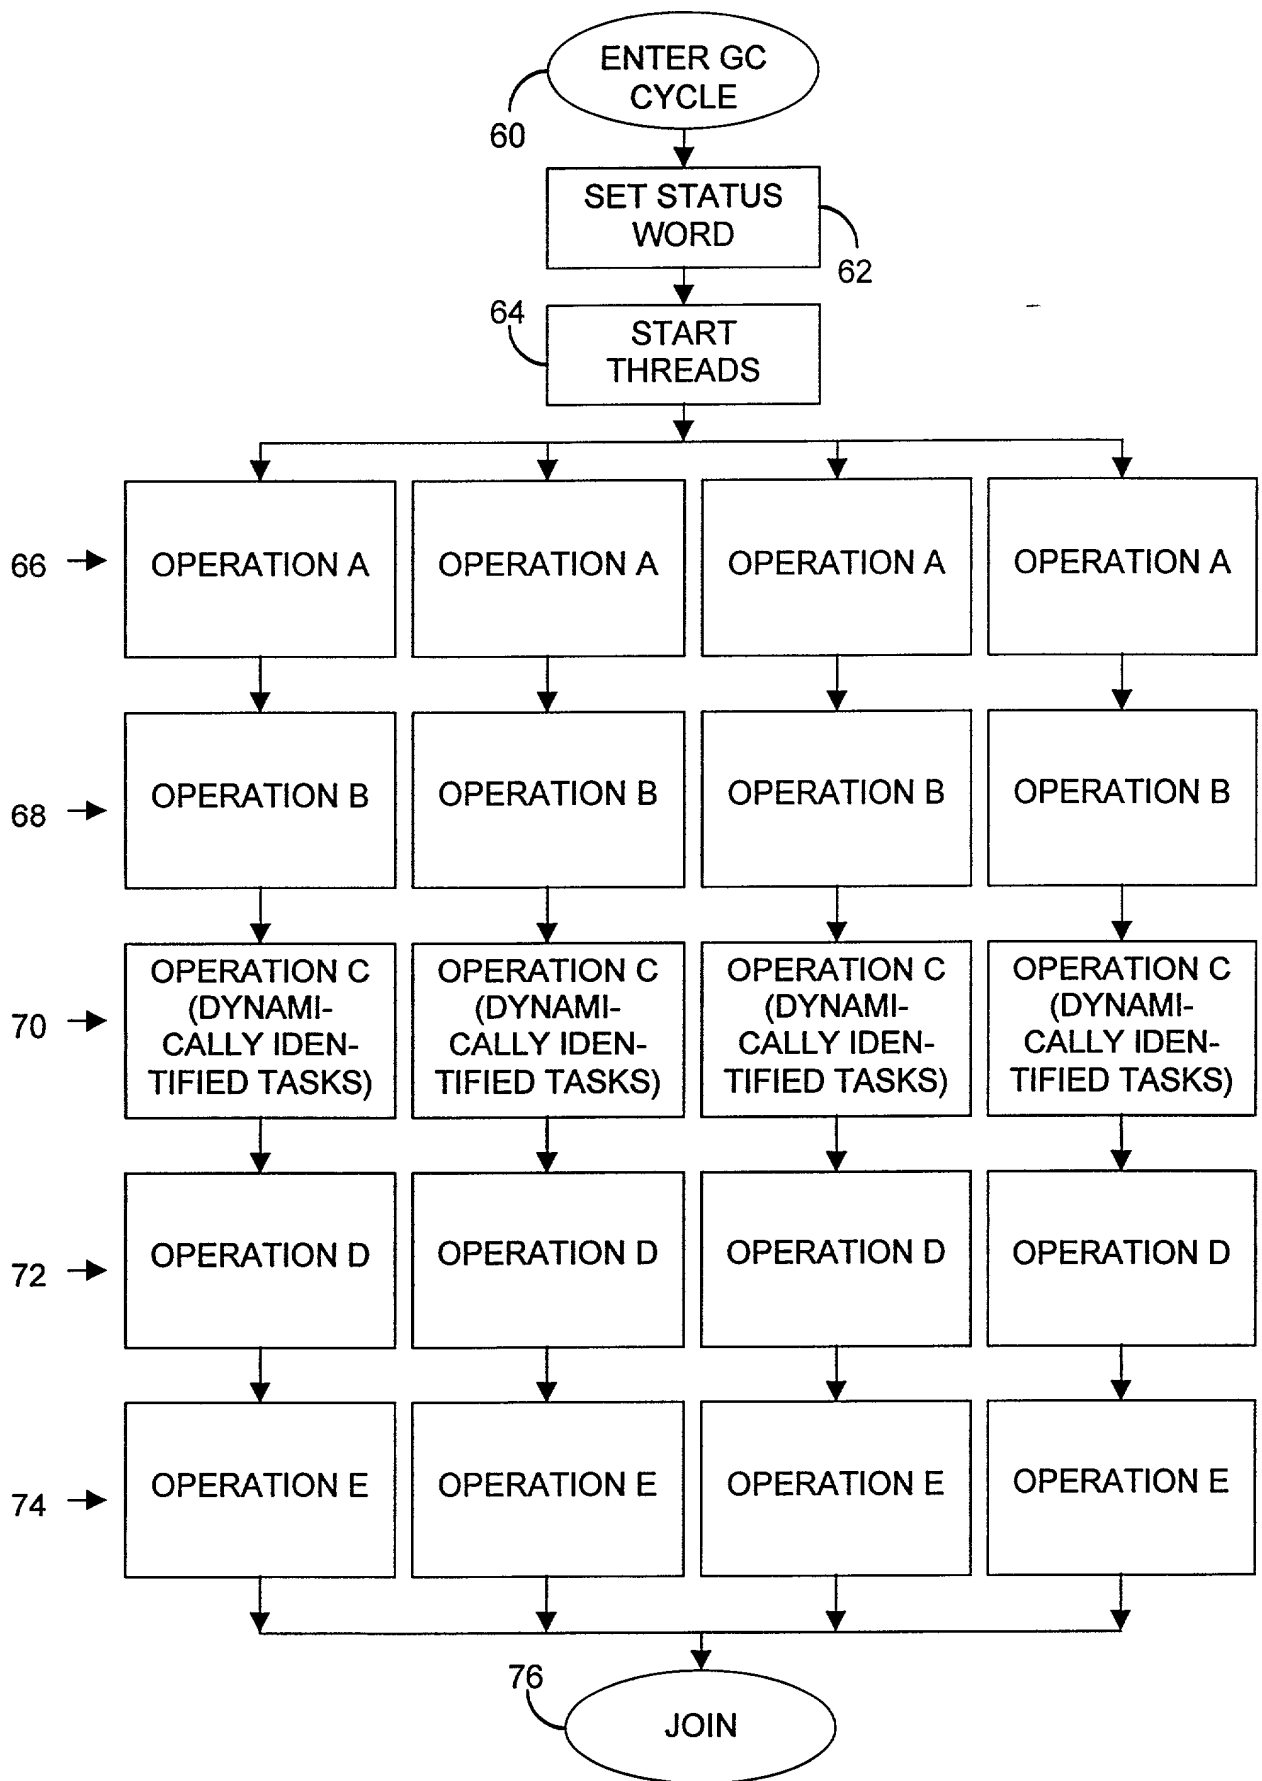 ENTER GC
CYCLE
60
SET STATUS
WORD
62
64
START
THREADS
66
OPERATION A
OPERATION A
OPERATION A
OPERATION A
68
OPERATION B
OPERATION B
OPERATION B
OPERATION B
70
OPERATION C
(DYNAMI-
CALLY IDEN-
TIFIED TASKS)
OPERATION C
(DYNAMI-
CALLY IDEN-
TIFIED TASKS)
OPERATION C
(DYNAMI-
CALLY IDEN-
TIFIED TASKS)
OPERATION C
(DYNAMI-
CALLY IDEN-
TIFIED TASKS)
72
OPERATION D
OPERATION D
OPERATION D
OPERATION D
74
OPERATION E
OPERATION E
OPERATION E
OPERATION E
76
JOIN